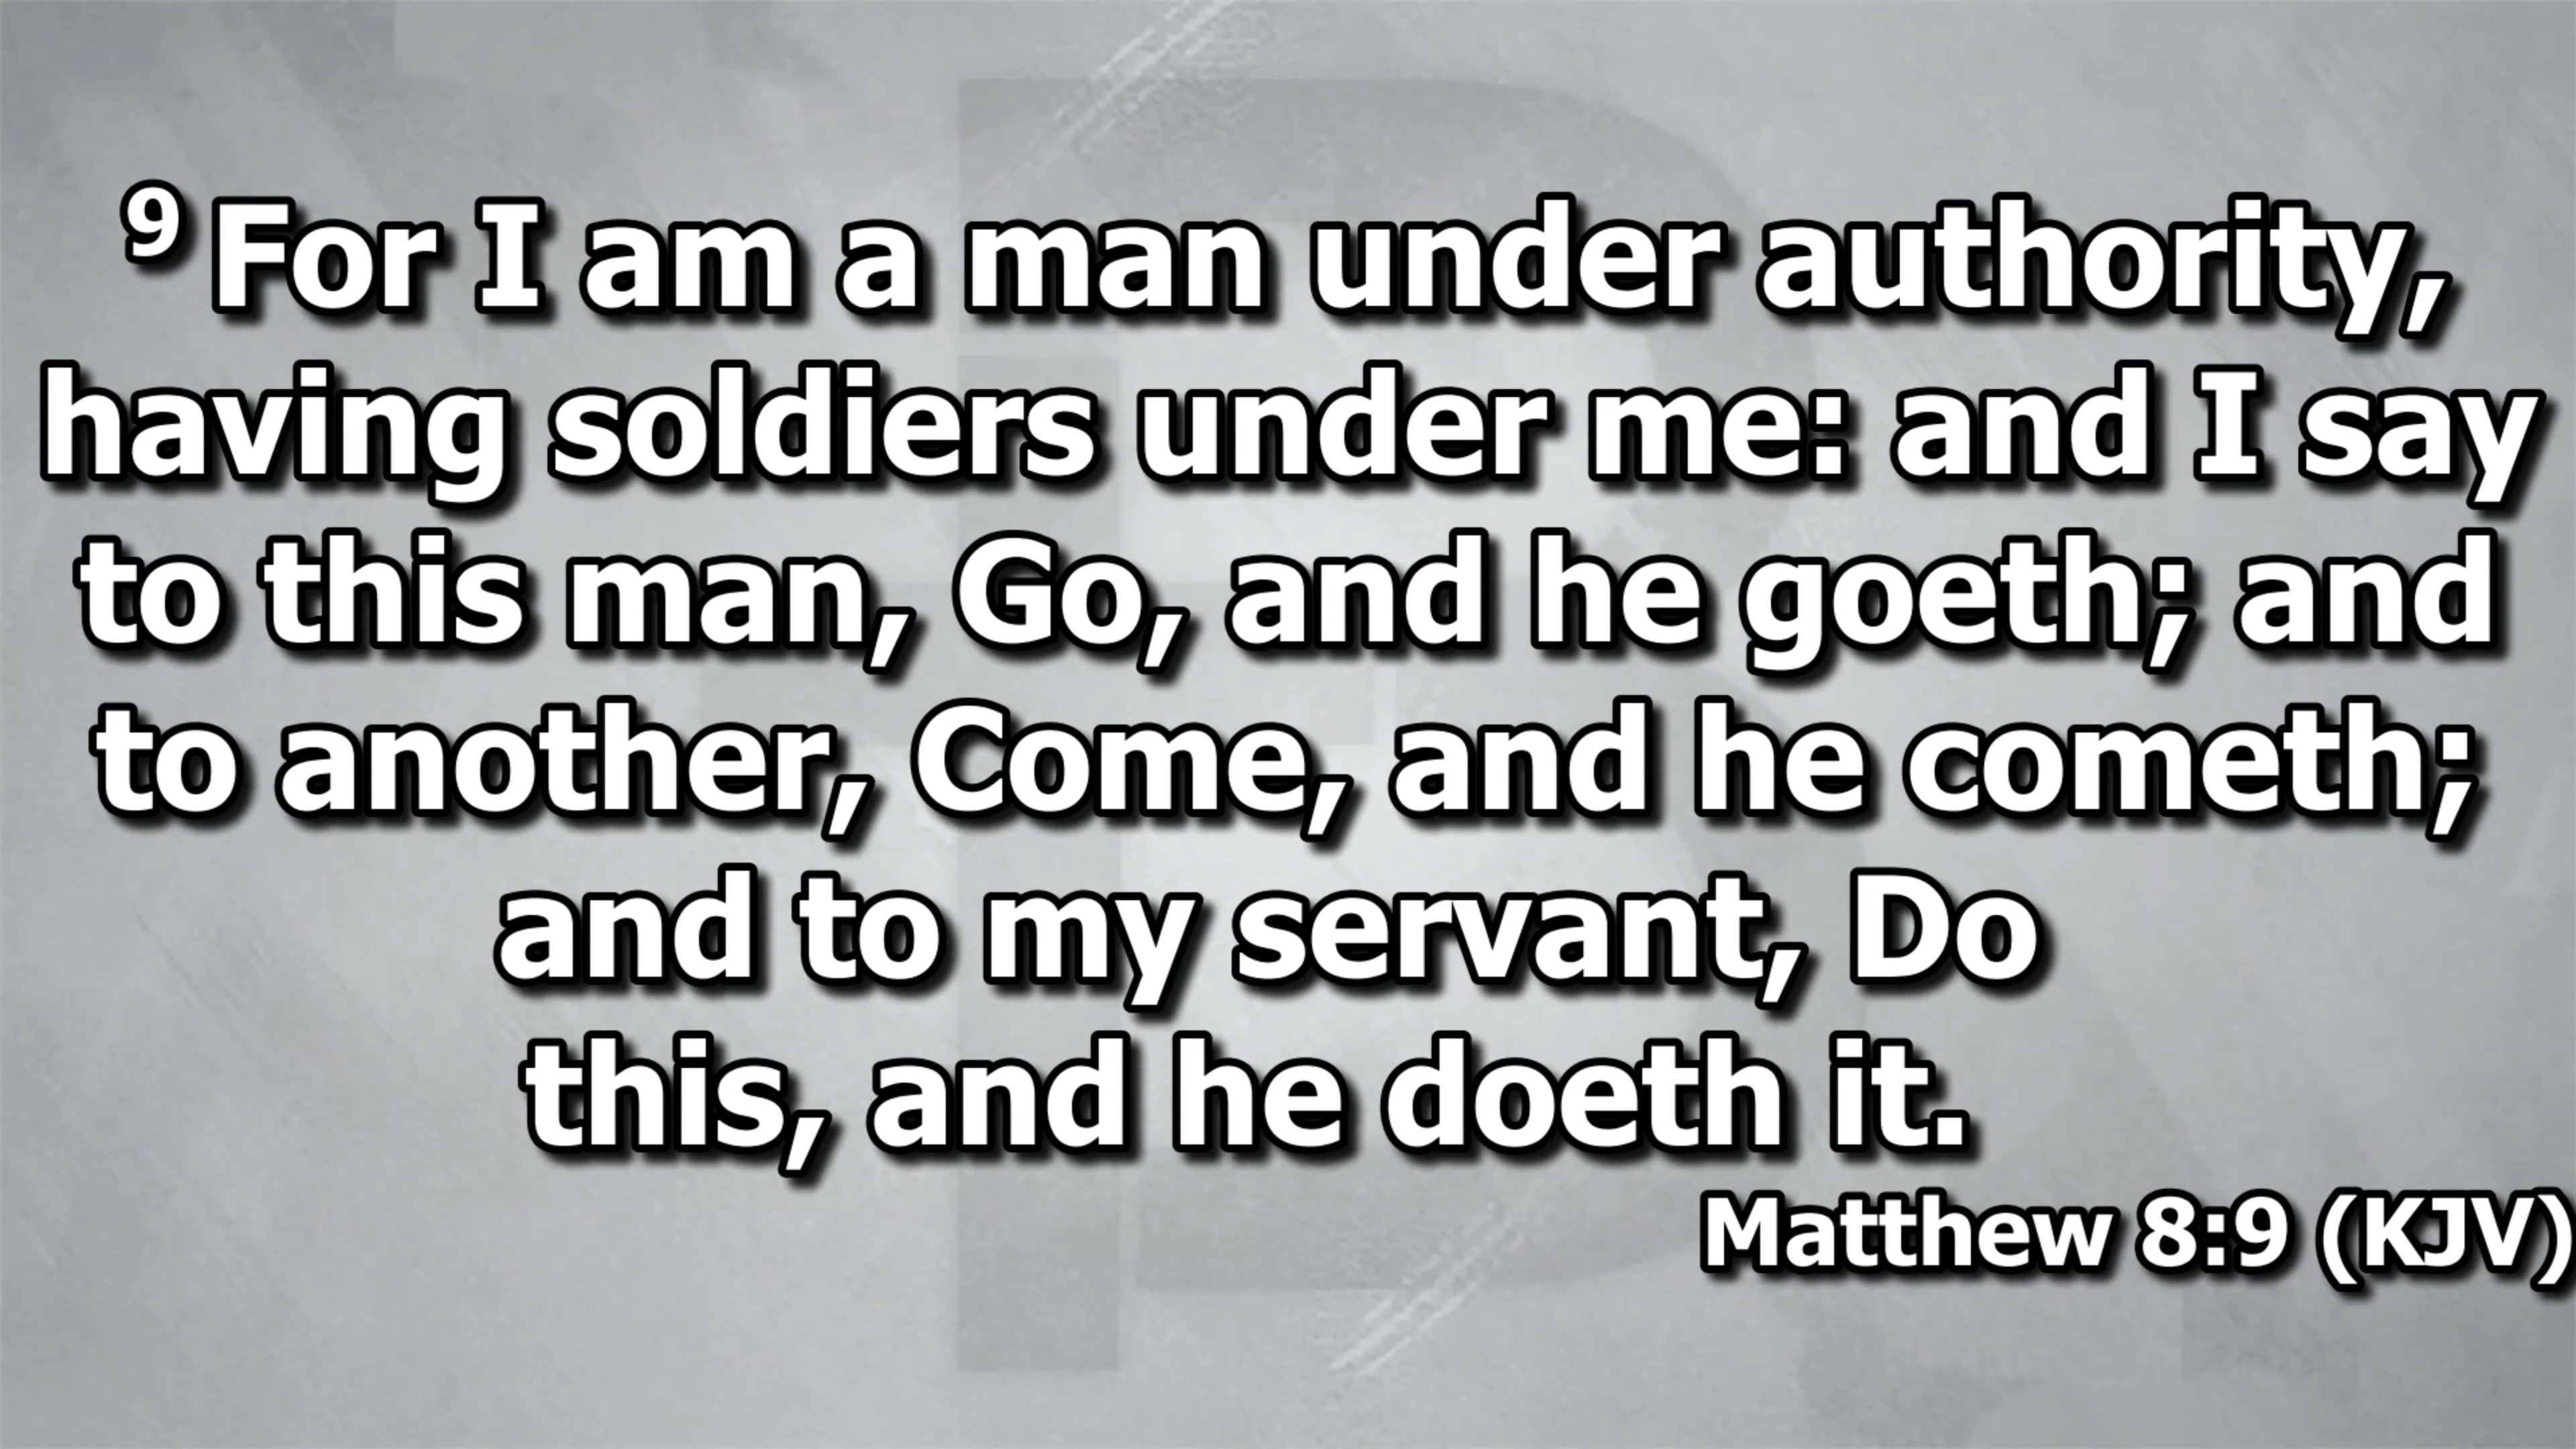 9 For I am a man under authority,
having soldiers under me: and I say
to this man, Go, and he goeth; and
to another, Come, and he cometh;
and to my servant, Do
this, and he doeth it.
Matthew 8:9 (KJV)